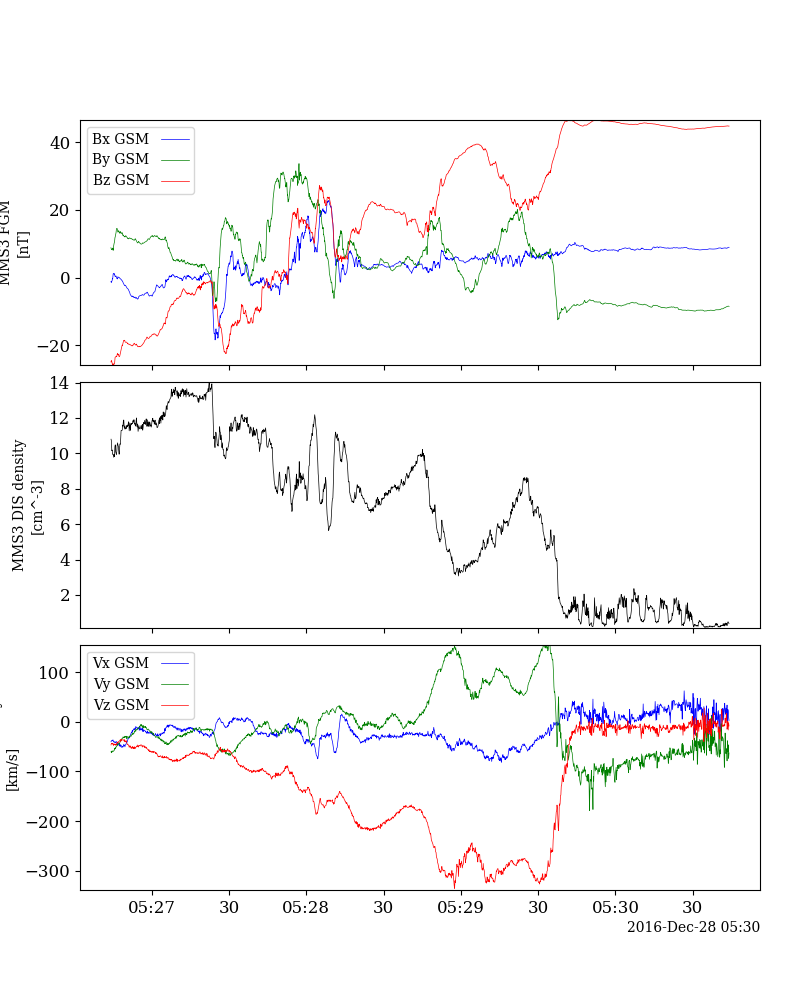 MMS3 FGM
[nT]
40
20
0
−20
Bx GSM
By GSM
Bz GSM
MMS3 DIS density
[cm^-3]
14
12
10
8
6
4
2
[km/s]
100
0
−100
−200
−300
Vx GSM
Vy GSM
Vz GSM
05:27
30
05:28
30
05:29
30
05:30
30
2016-Dec-28 05:30